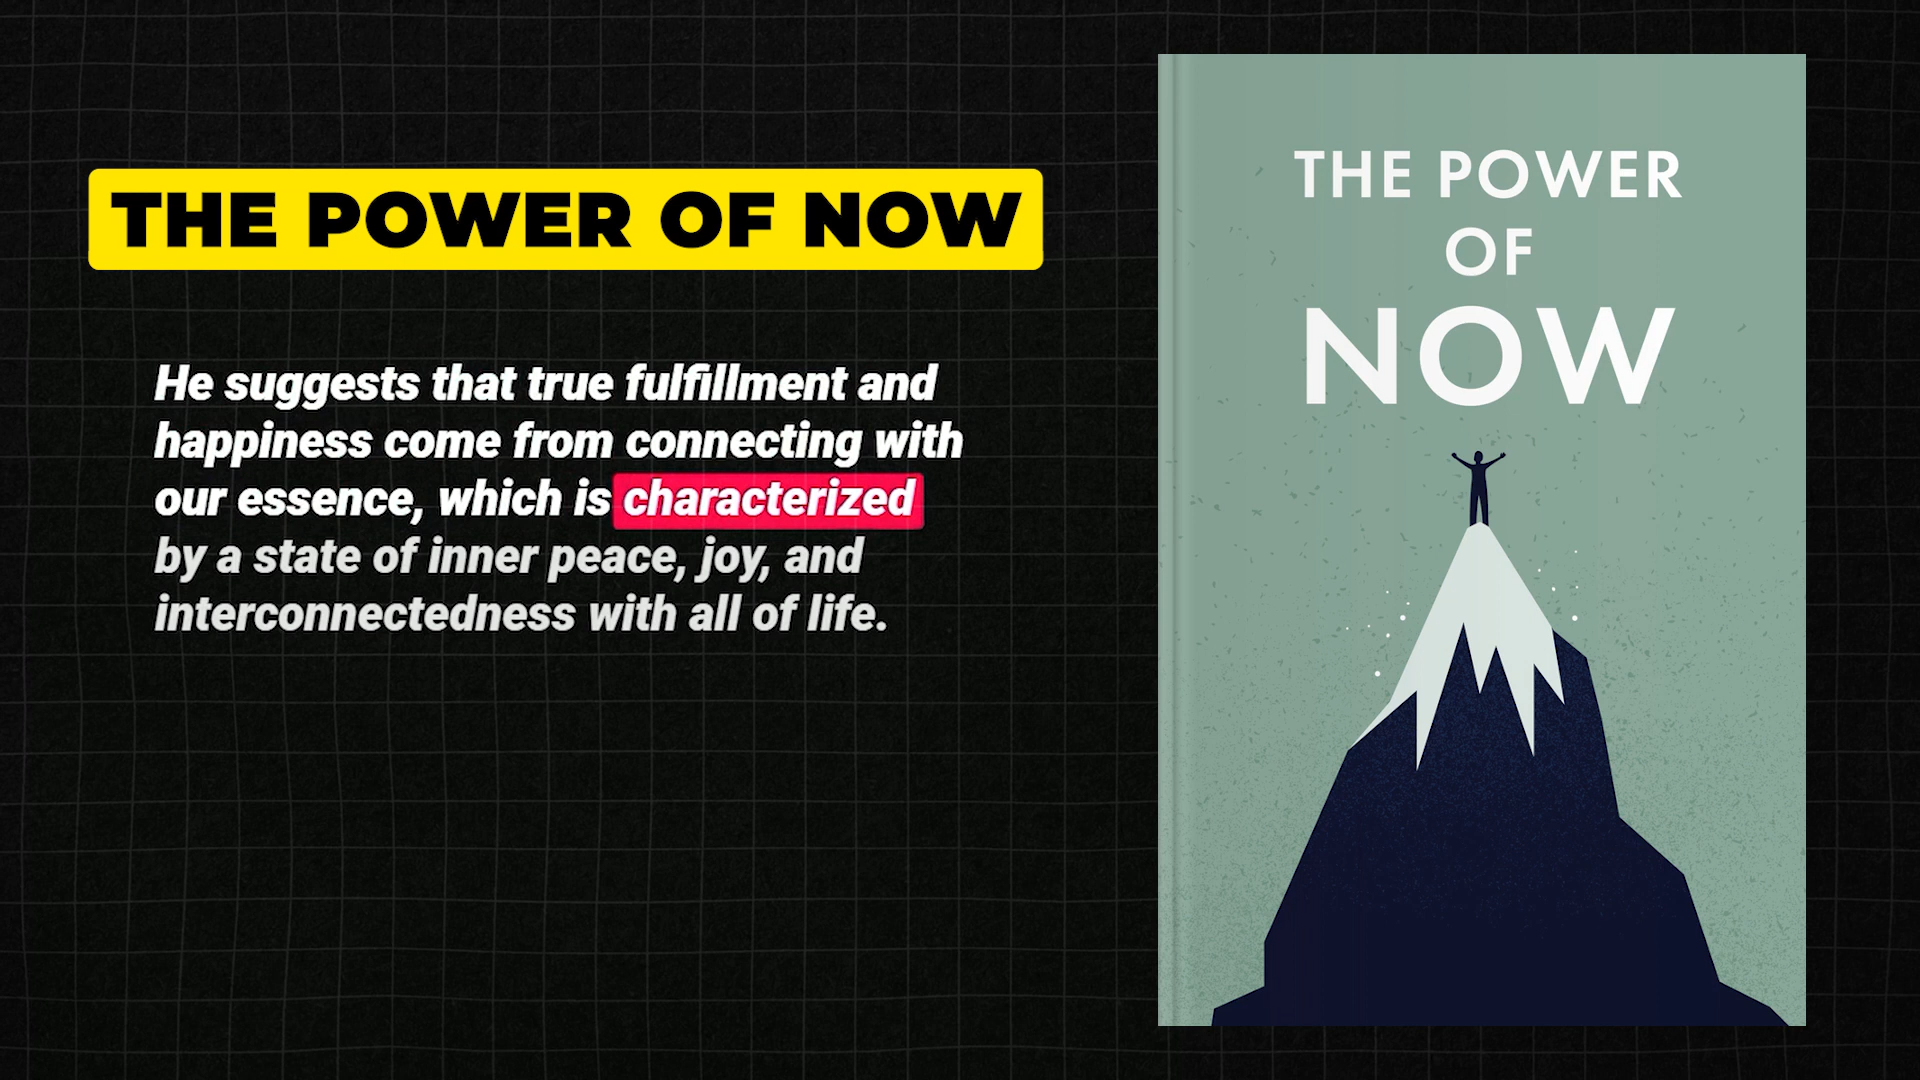 THE POWER OF NOW
He suggests that true fulfillment and
happiness come from connecting with
our essence, which is characterized
by a state of inner peace, joy, and
interconnectedness with all of life.
THE POWER
OF
NOW